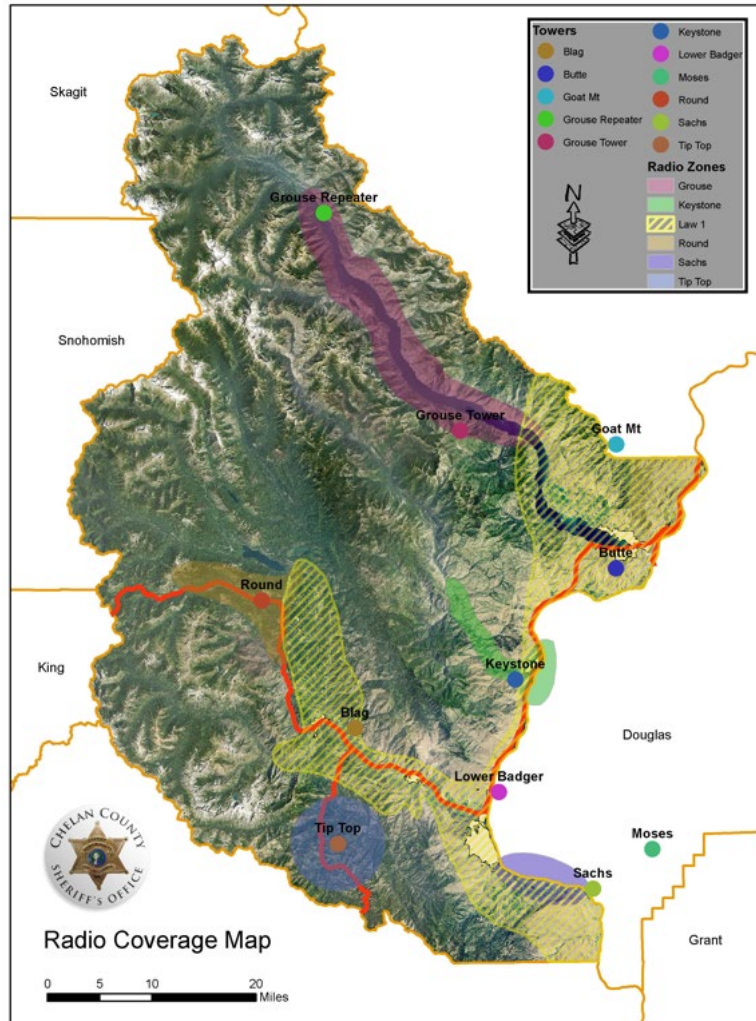 Towers
Blag
Butte
Goat Mt
Grouse Repeater
Grouse Tower
Keystone
Lower Badger
Moses
Round
Sachs
Tip Top
Radio Zones
Grouse
Keystone
Law 1
Round
Sachs
Tip Top
N
Skagit
Grouse Repeater
Snohomish
Grouse Tower
Goat Mt
Butte
Round
King
Keystone
Blag
Douglas
Lower Badger
Tip Top
Moses
Sachs
Grant
CHELAN COUNTY
SHERIFF'S OFFICE
Radio Coverage Map
0 5 10 20
Miles